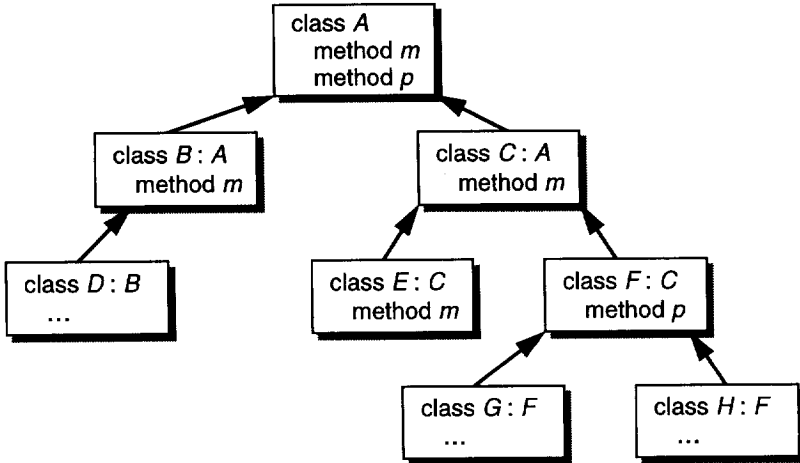 class A
method m
method p
class B : A
method m
class C : A
method m
class D : B
...
class E : C
method m
class F : C
method p
class G : F
...
class H : F
...